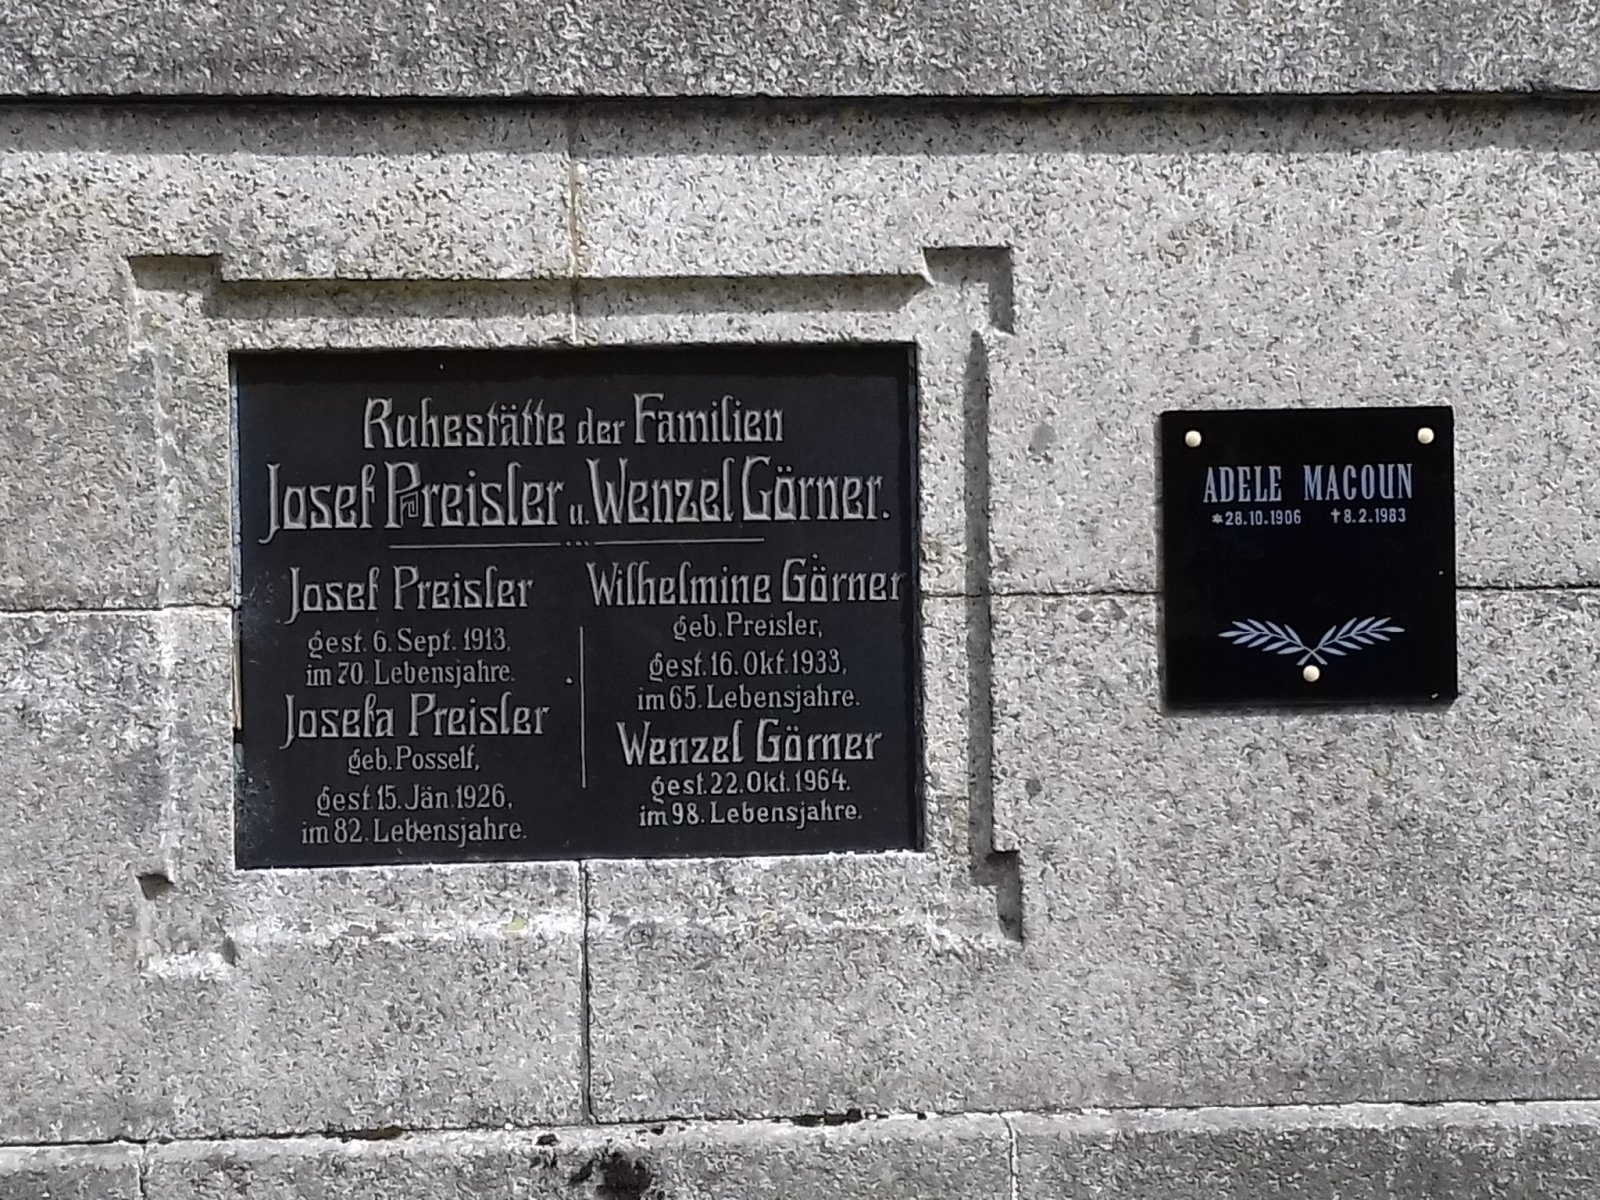 Ruhestätte der Familien
Josef Preisler u. Wenzel Görner.
Josef Preisler
gest. 6. Sept. 1913,
im 70. Lebensjahre.
Josefa Preisler
geb. Posselt,
gest. 15. Jän. 1926,
im 82. Lebensjahre.
Wilhelmine Görner
geb. Preisler,
gest. 16. Okt. 1933,
im 65. Lebensjahre.
Wenzel Görner
gest. 22. Okt. 1964.
im 98. Lebensjahre.
ADELE MACOUN
*28.10.1906 †8.2.1983